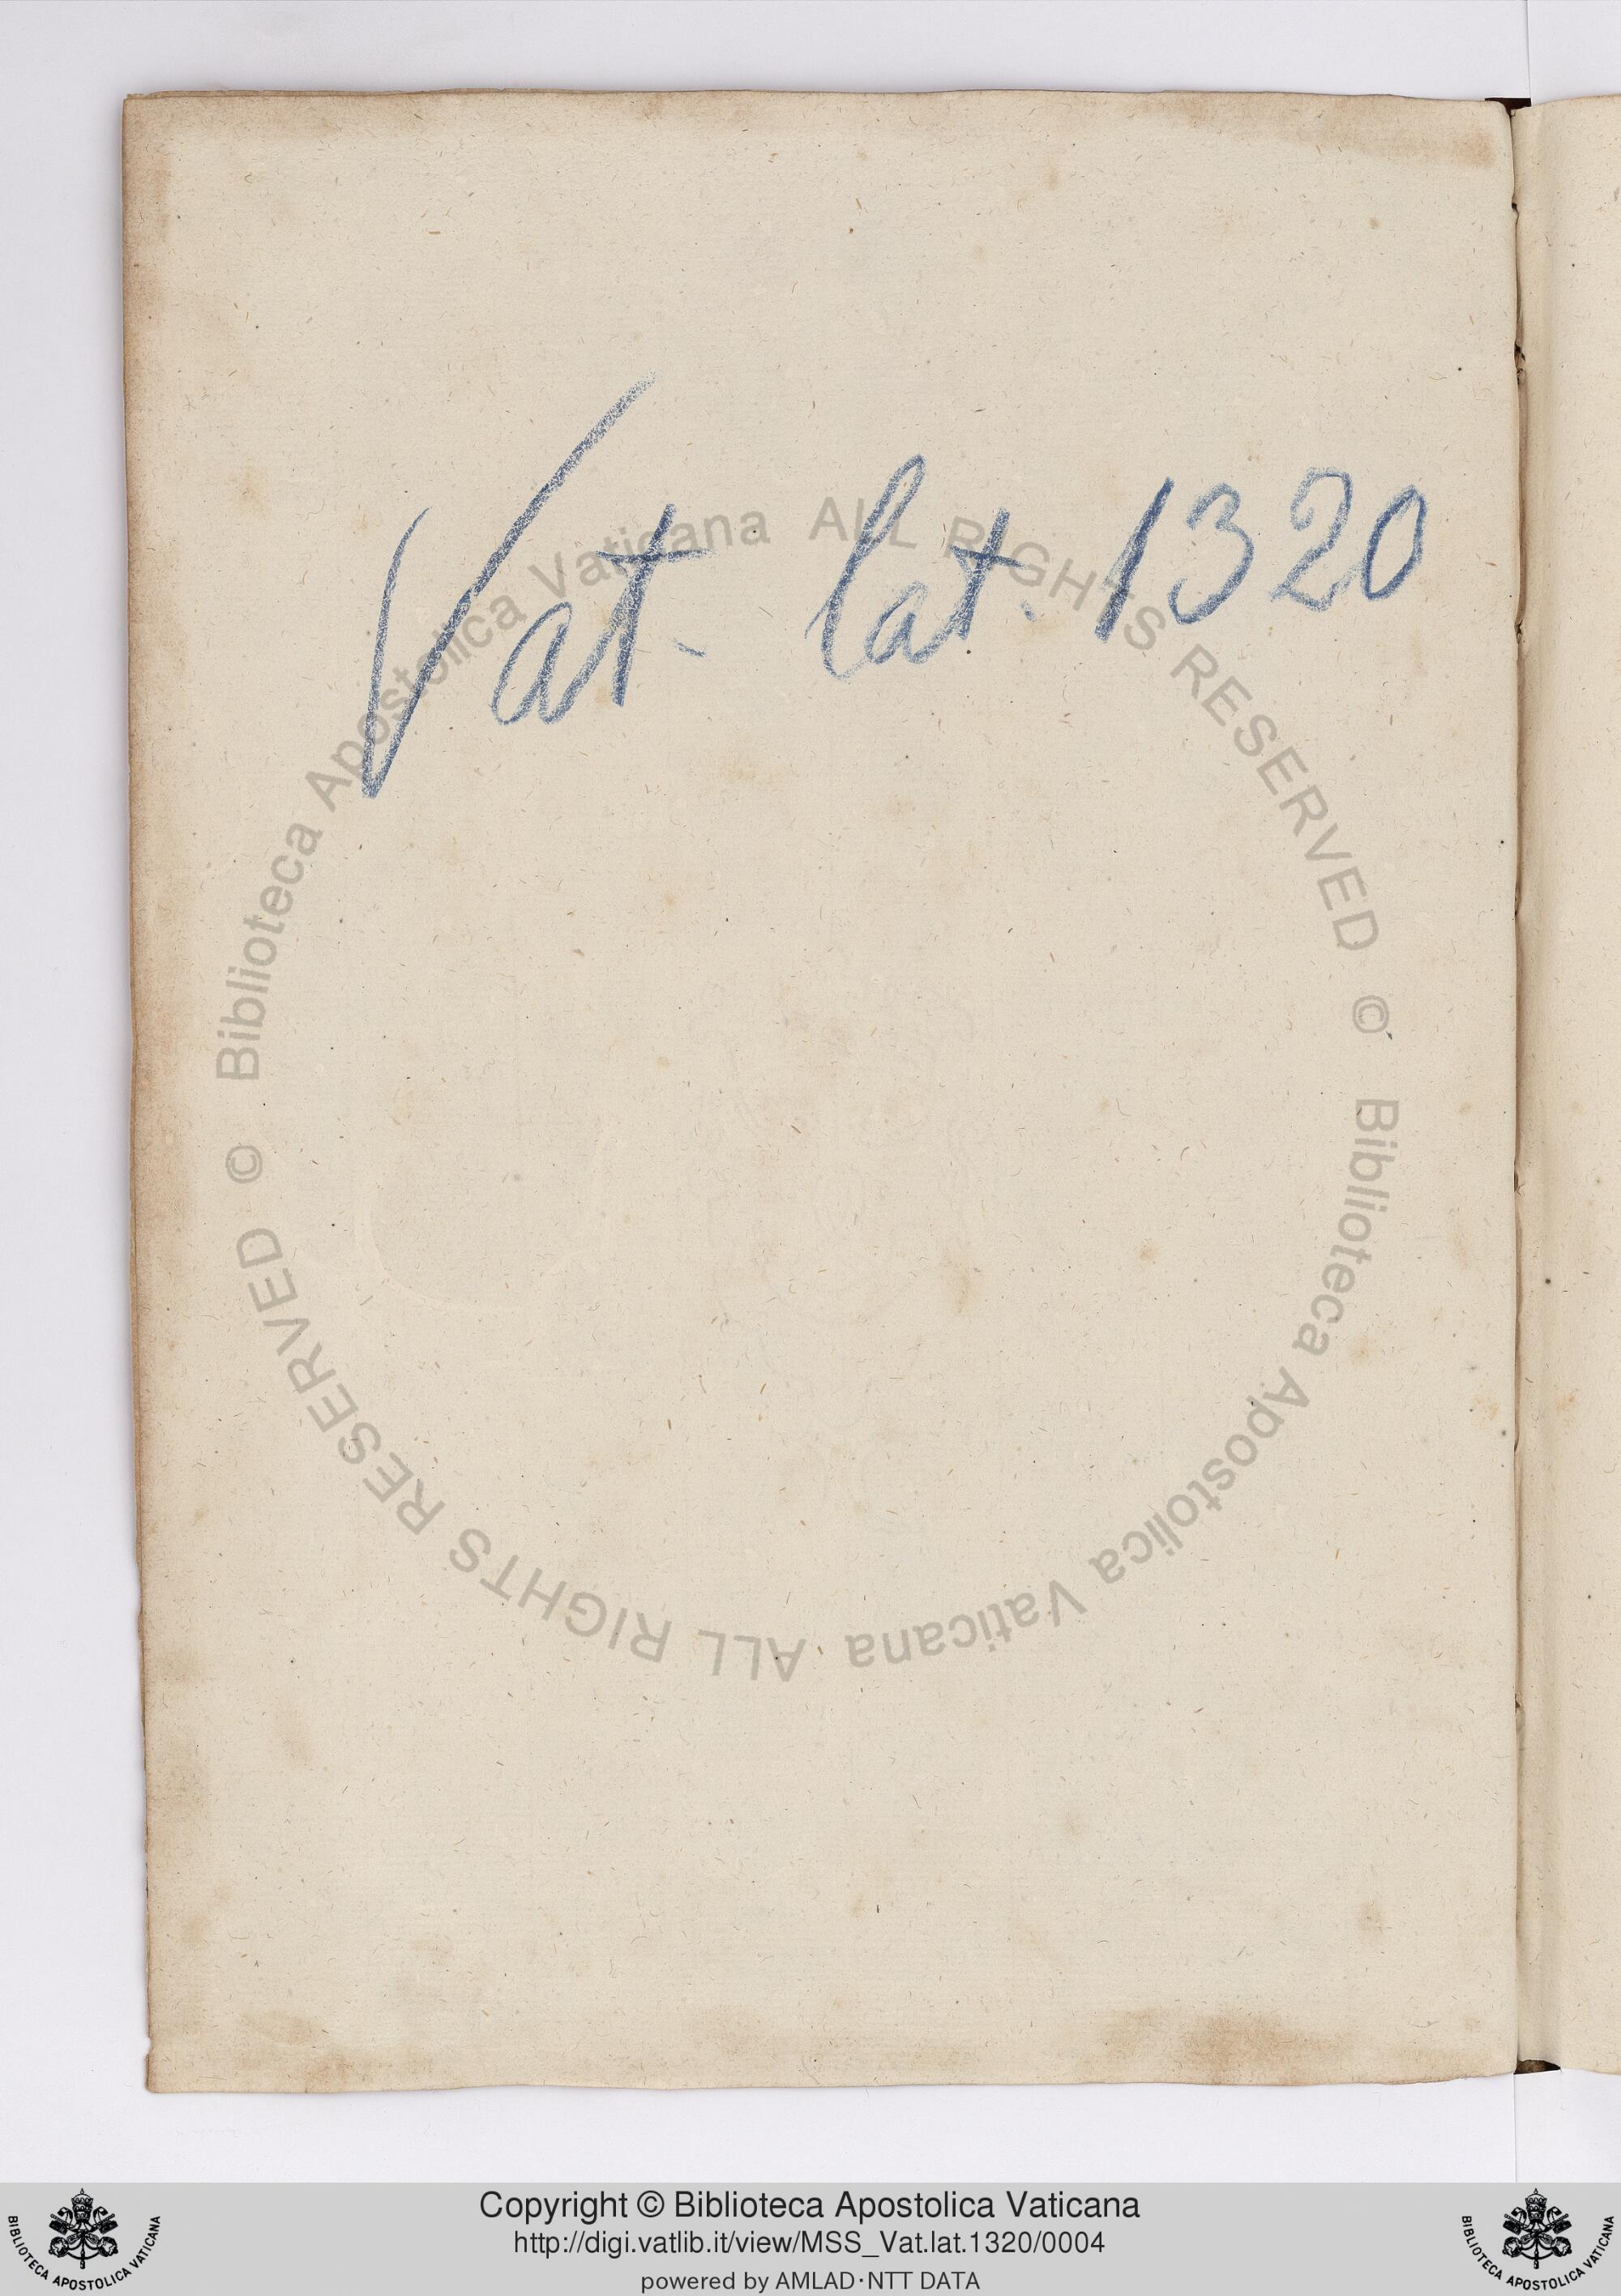 Vat. lat. 1320
© Biblioteca Apostolica Vaticana ALL RIGHTS RESERVED
© Biblioteca Apostolica Vaticana ALL RIGHTS RESERVED
Copyright © Biblioteca Apostolica Vaticana
http://digi.vatlib.it/view/MSS_Vat.lat.1320/0004
powered by AMLAD·NTT DATA
BIBLIOTECA APOSTOLICA VATICANA
BIBLIOTECA APOSTOLICA VATICANA